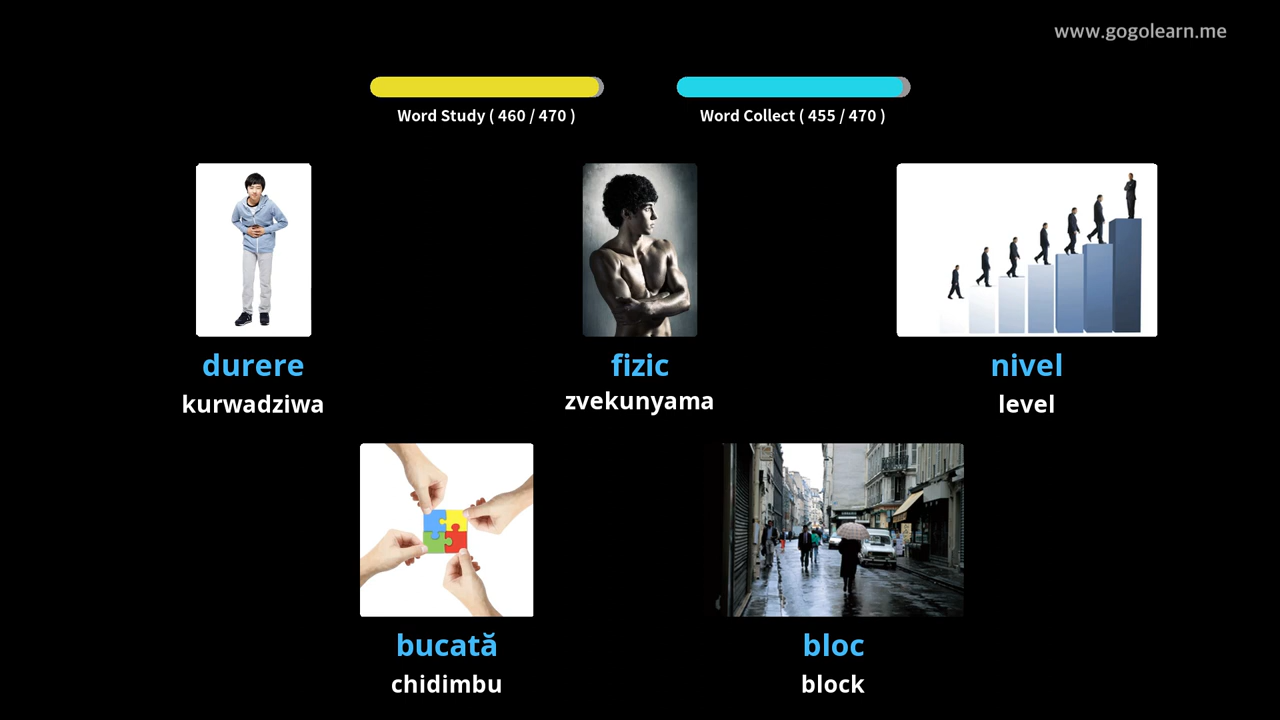 www.gogolearn.me
Word Study ( 460 / 470 )
Word Collect ( 455 / 470 )
durere
kurwadziwa
fizic
zvekunyama
nivel
level
bucată
chidimbu
bloc
block